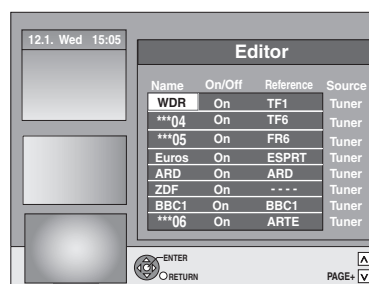 12.1. Wed 15:05
Editor
Name On/Off Reference Source
WDR On TF1 Tuner
***04 On TF6 Tuner
***05 On FR6 Tuner
Euros On ESPRT Tuner
ARD On ARD Tuner
ZDF On ---- Tuner
BBC1 On BBC1 Tuner
***06 On ARTE Tuner
ENTER
RETURN
PAGE+